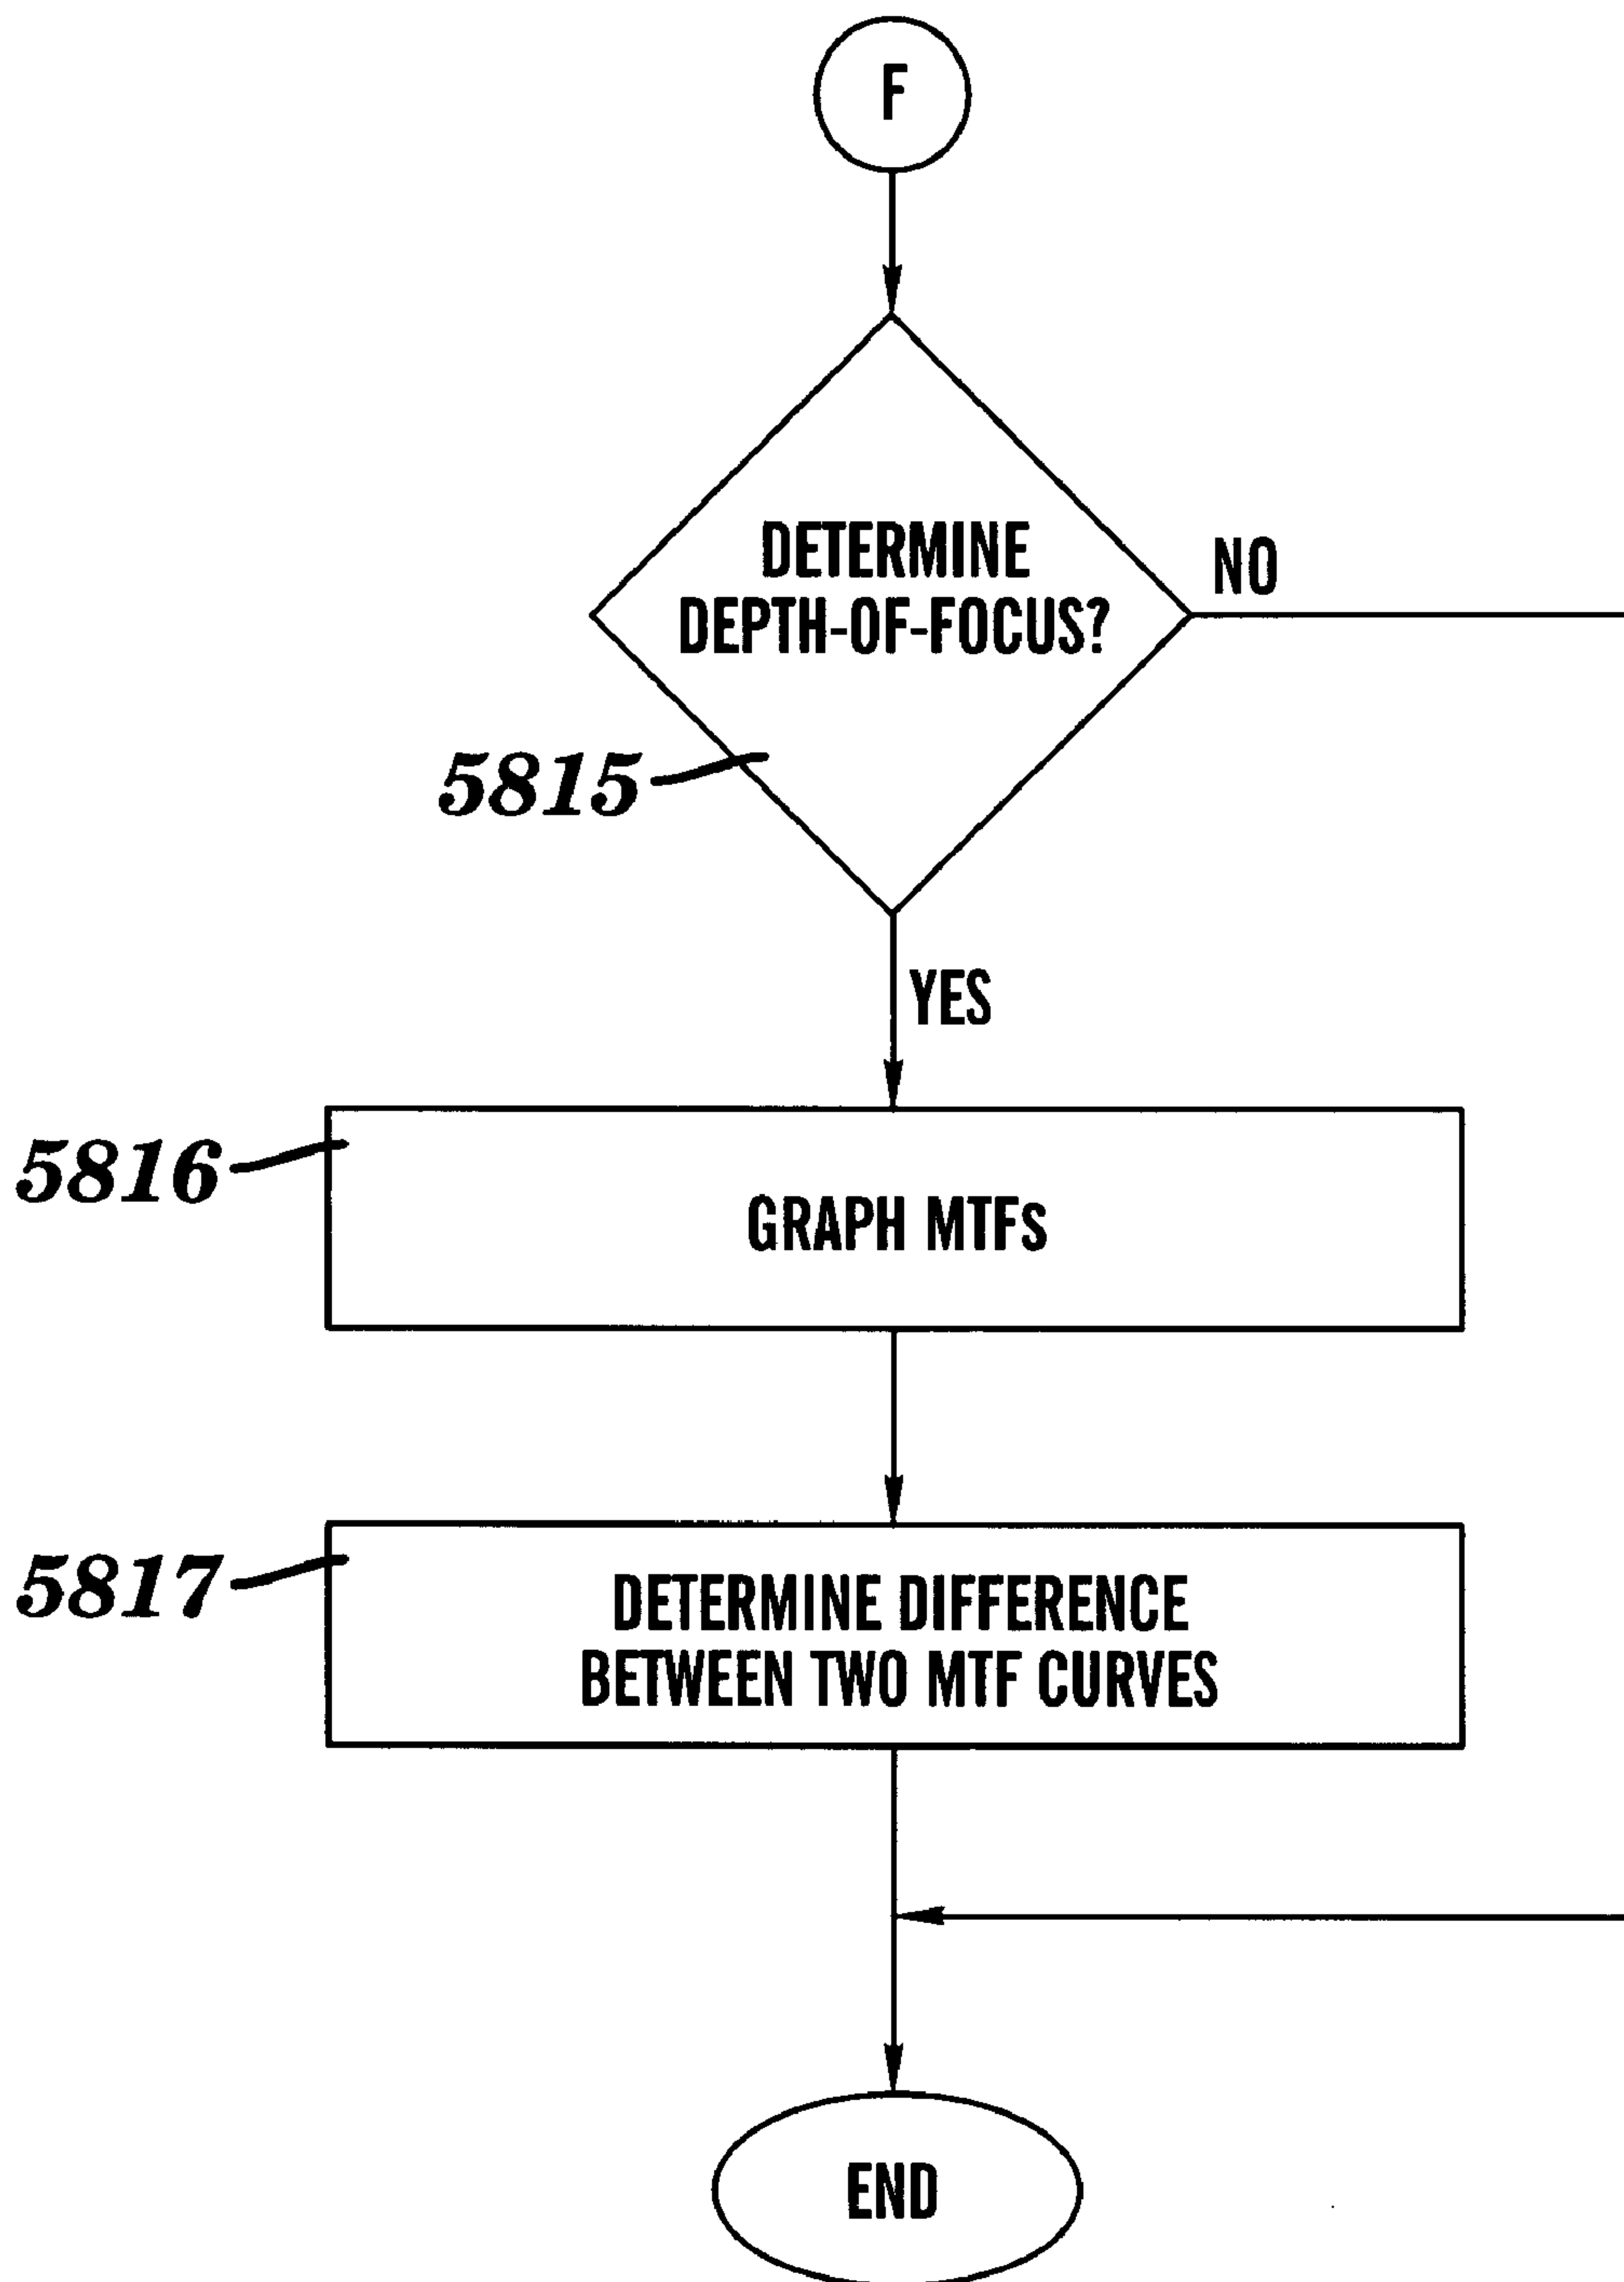 F
DETERMINE
DEPTH-OF-FOCUS?
NO
5815
YES
5816
GRAPH MTFs
5817
DETERMINE DIFFERENCE
BETWEEN TWO MTF CURVES
END